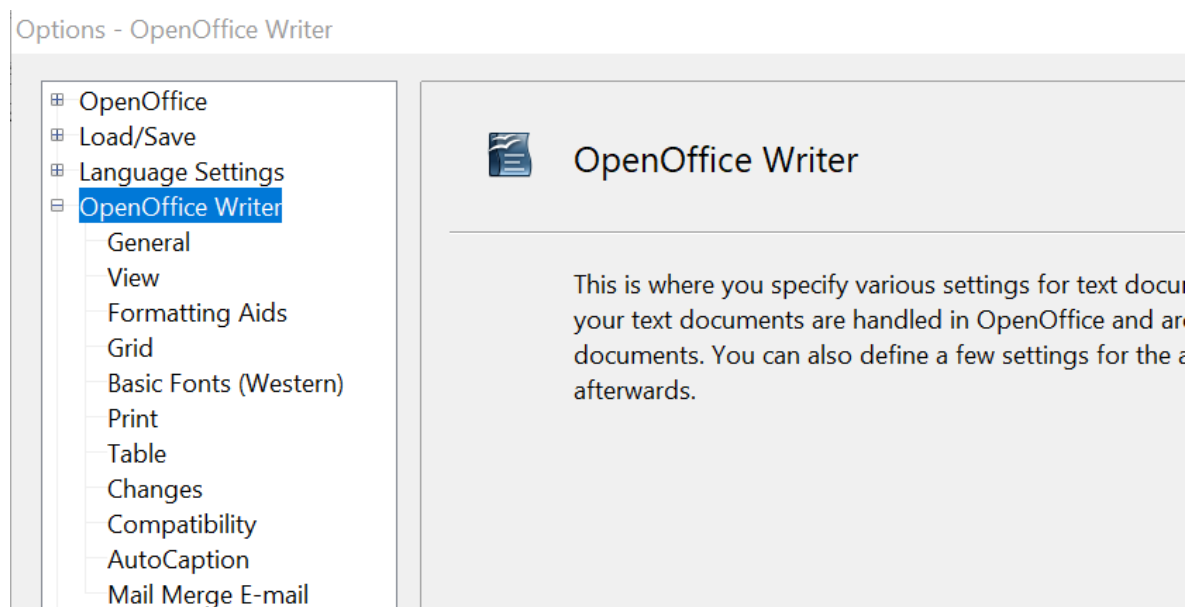 Options - OpenOffice Writer
OpenOffice
Load/Save
Language Settings
OpenOffice Writer
General
View
Formatting Aids
Grid
Basic Fonts (Western)
Print
Table
Changes
Compatibility
AutoCaption
Mail Merge E-mail
OpenOffice Writer
This is where you specify various settings for text
your text documents are handled in OpenOffice and
documents. You can also define a few settings for the
afterwards.